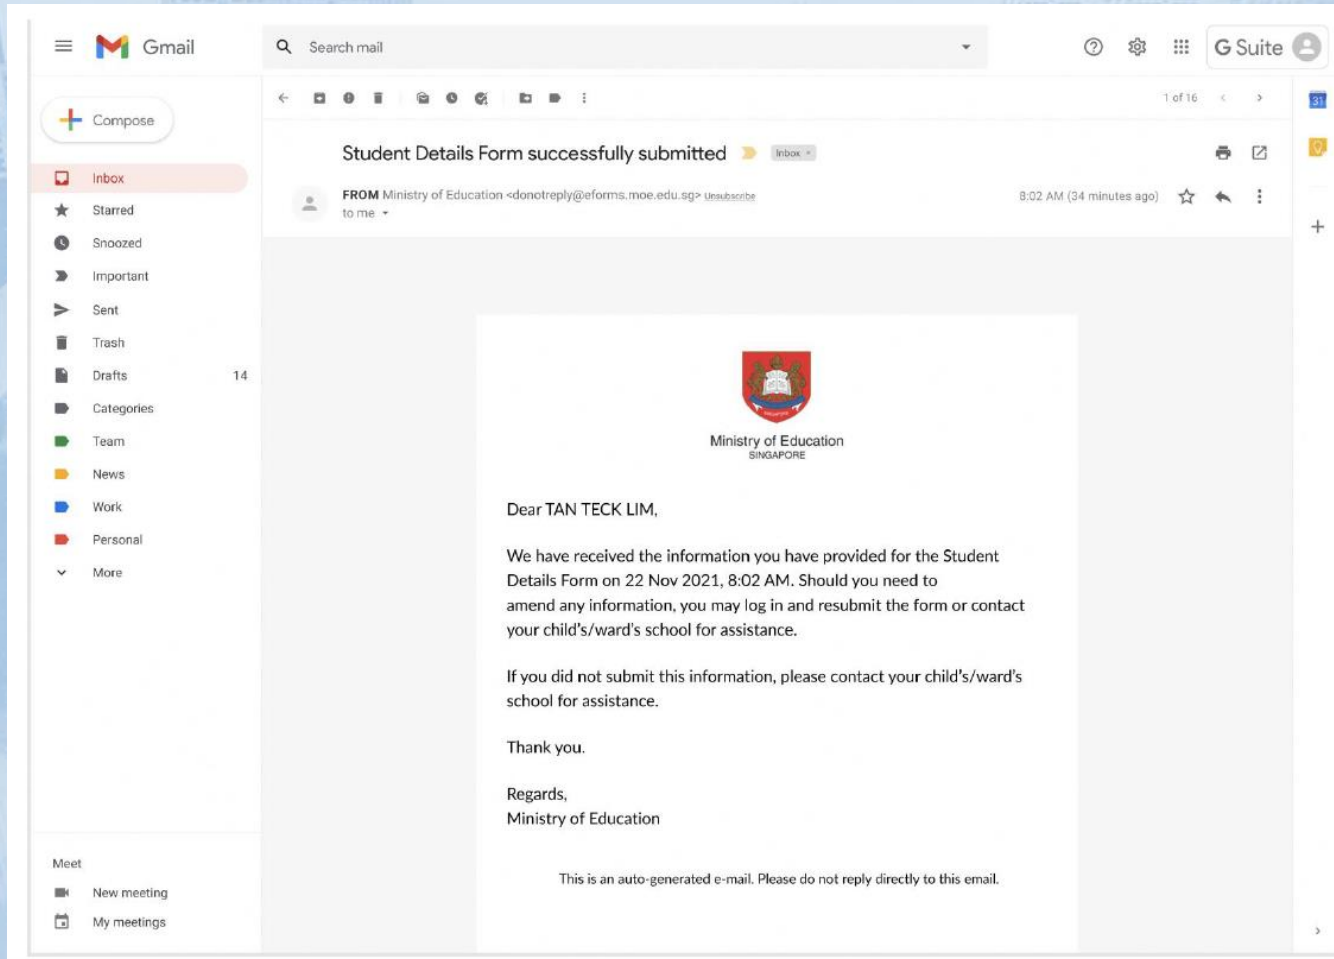 Gmail
Search mail
G Suite
Compose
1 of 16
31
Student Details Form successfully submitted
Inbox ×
Inbox
FROM Ministry of Education <donotreply@eforms.moe.edu.sg> Unsubscribe
8:02 AM (34 minutes ago)
to me
Starred
Snoozed
Important
Sent
Trash
Drafts 14
Categories
Team
News
Work
Personal
More
SINGAPORE
Ministry of Education
SINGAPORE
Dear TAN TECK LIM,
We have received the information you have provided for the Student
Details Form on 22 Nov 2021, 8:02 AM. Should you need to
amend any information, you may log in and resubmit the form or contact
your child's/ward's school for assistance.
If you did not submit this information, please contact your child's/ward's
school for assistance.
Thank you.
Regards,
Ministry of Education
This is an auto-generated e-mail. Please do not reply directly to this email.
Meet
New meeting
My meetings